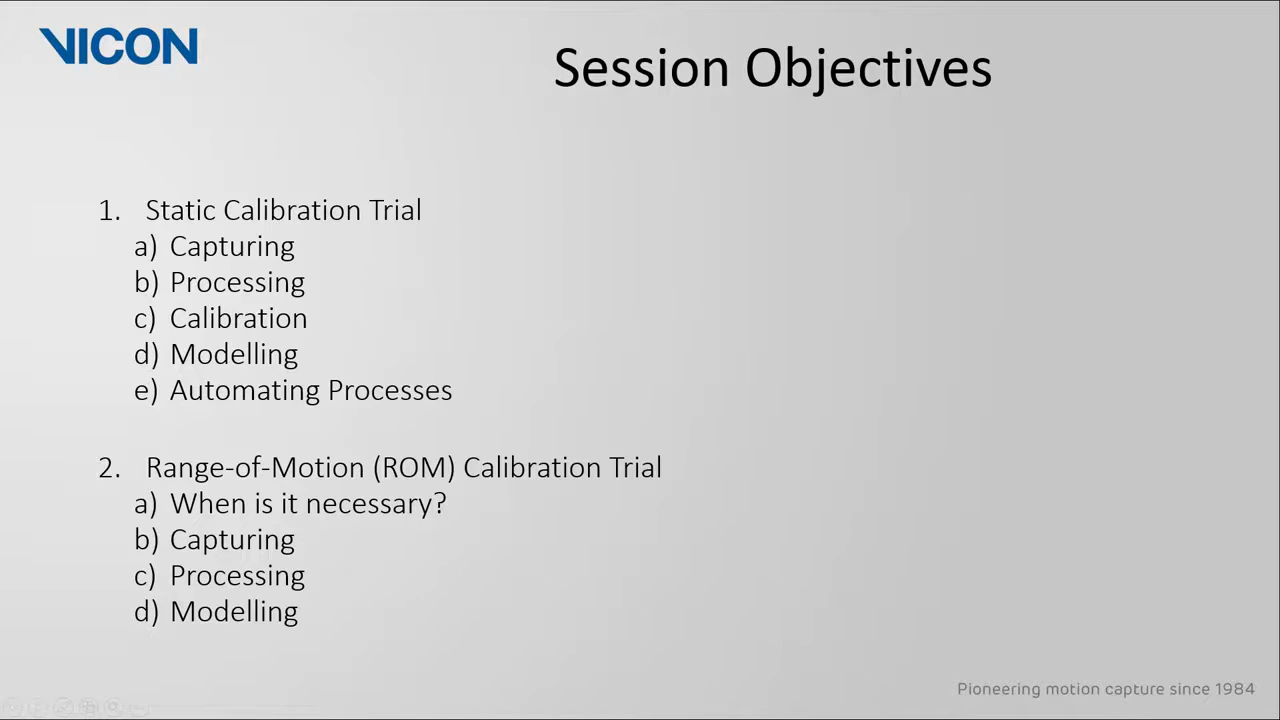 VICON
Session Objectives
1. Static Calibration Trial
a) Capturing
b) Processing
c) Calibration
d) Modelling
e) Automating Processes
2. Range-of-Motion (ROM) Calibration Trial
a) When is it necessary?
b) Capturing
c) Processing
d) Modelling
Pioneering motion capture since 1984